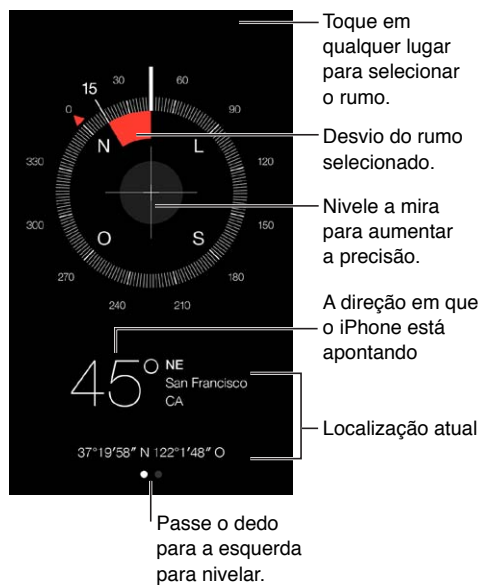 Toque em
qualquer lugar
para selecionar
o rumo.
Desvio do rumo
selecionado.
Nivele a mira
para aumentar
a precisão.
A direção em que
o iPhone está
apontando
Localização atual
Passe o dedo
para a esquerda
para nivelar.
15
30
60
0
90
N
L
330
120
300
150
O
S
270
180
240
210
45° NE
San Francisco
CA
37°19′58″ N 122°1′48″ O